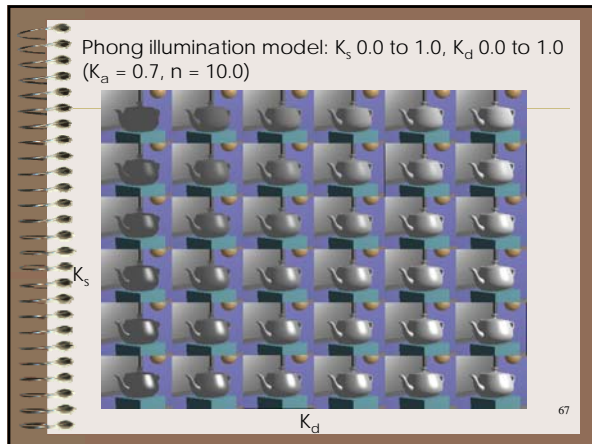 Phong illumination model: Ks 0.0 to 1.0, Kd 0.0 to 1.0
(Ka = 0.7, n = 10.0)
Ks
Kd
67